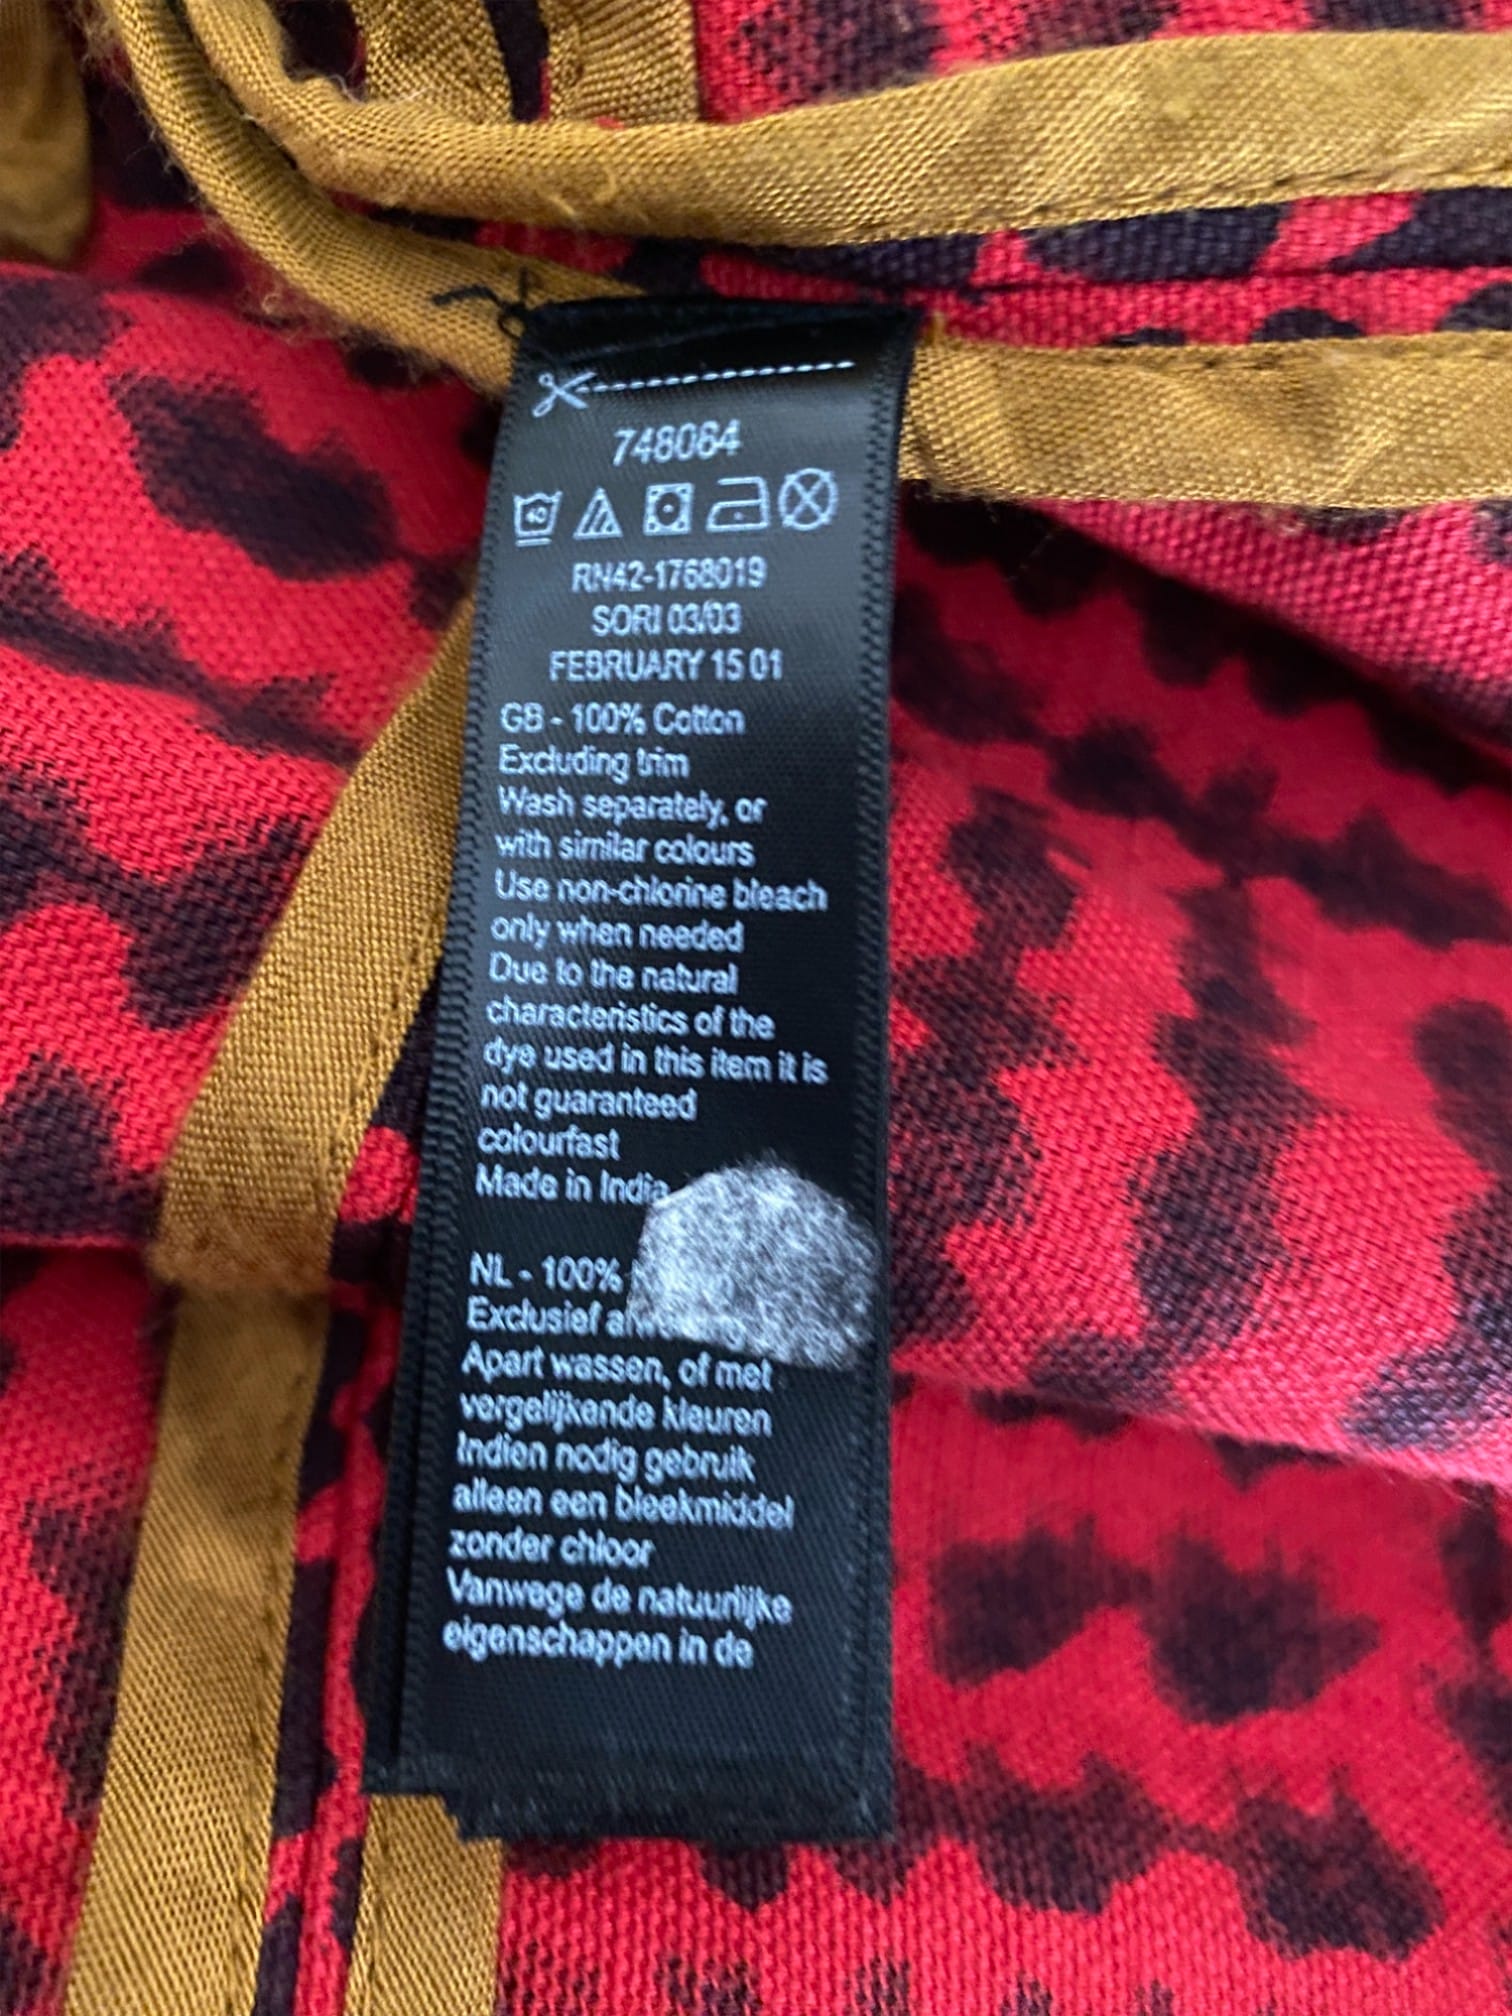 748064
40
RN42-1768019
SORI 03/03
FEBRUARY 15 01
GB - 100% Cotton
Excluding trim
Wash separately, or
with similar colours
Use non-chlorine bleach
only when needed
Due to the natural
characteristics of the
dye used in this item it is
not guaranteed
colourfast
Made in India
NL - 100%
Exclusief
Apart wassen, of met
vergelijkende kleuren
Indien nodig gebruik
alleen een bleekmiddel
zonder chloor
Vanwege de natuurlijke
eigenschappen in de